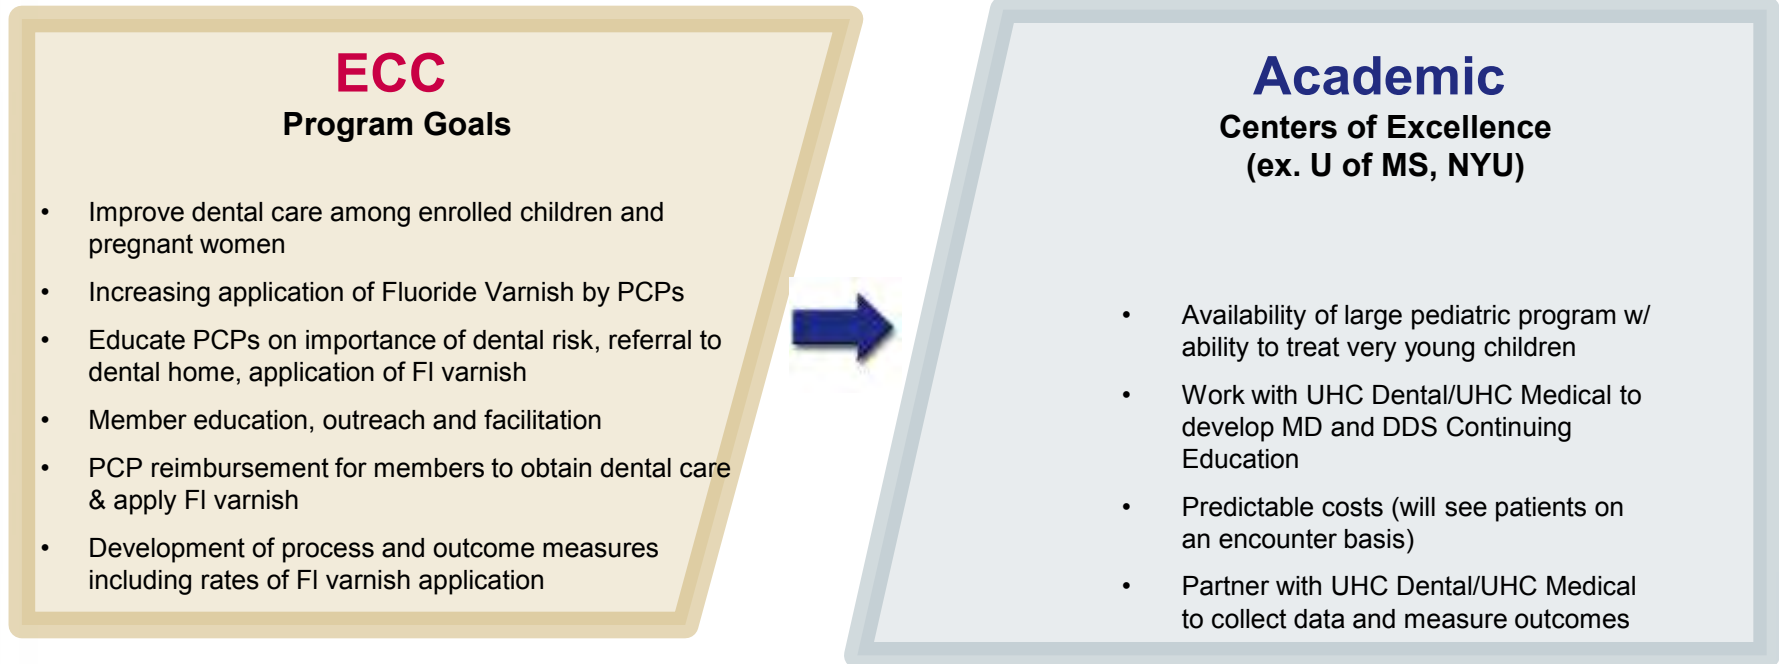 ECC
Program Goals
• Improve dental care among enrolled children and
pregnant women
• Increasing application of Fluoride Varnish by PCPs
• Educate PCPs on importance of dental risk, referral to
dental home, application of Fl varnish
• Member education, outreach and facilitation
• PCP reimbursement for members to obtain dental care
& apply Fl varnish
• Development of process and outcome measures
including rates of Fl varnish application
Academic
Centers of Excellence
(ex. U of MS, NYU)
• Availability of large pediatric program w/
ability to treat very young children
• Work with UHC Dental/UHC Medical to
develop MD and DDS Continuing
Education
• Predictable costs (will see patients on
an encounter basis)
• Partner with UHC Dental/UHC Medical
to collect data and measure outcomes